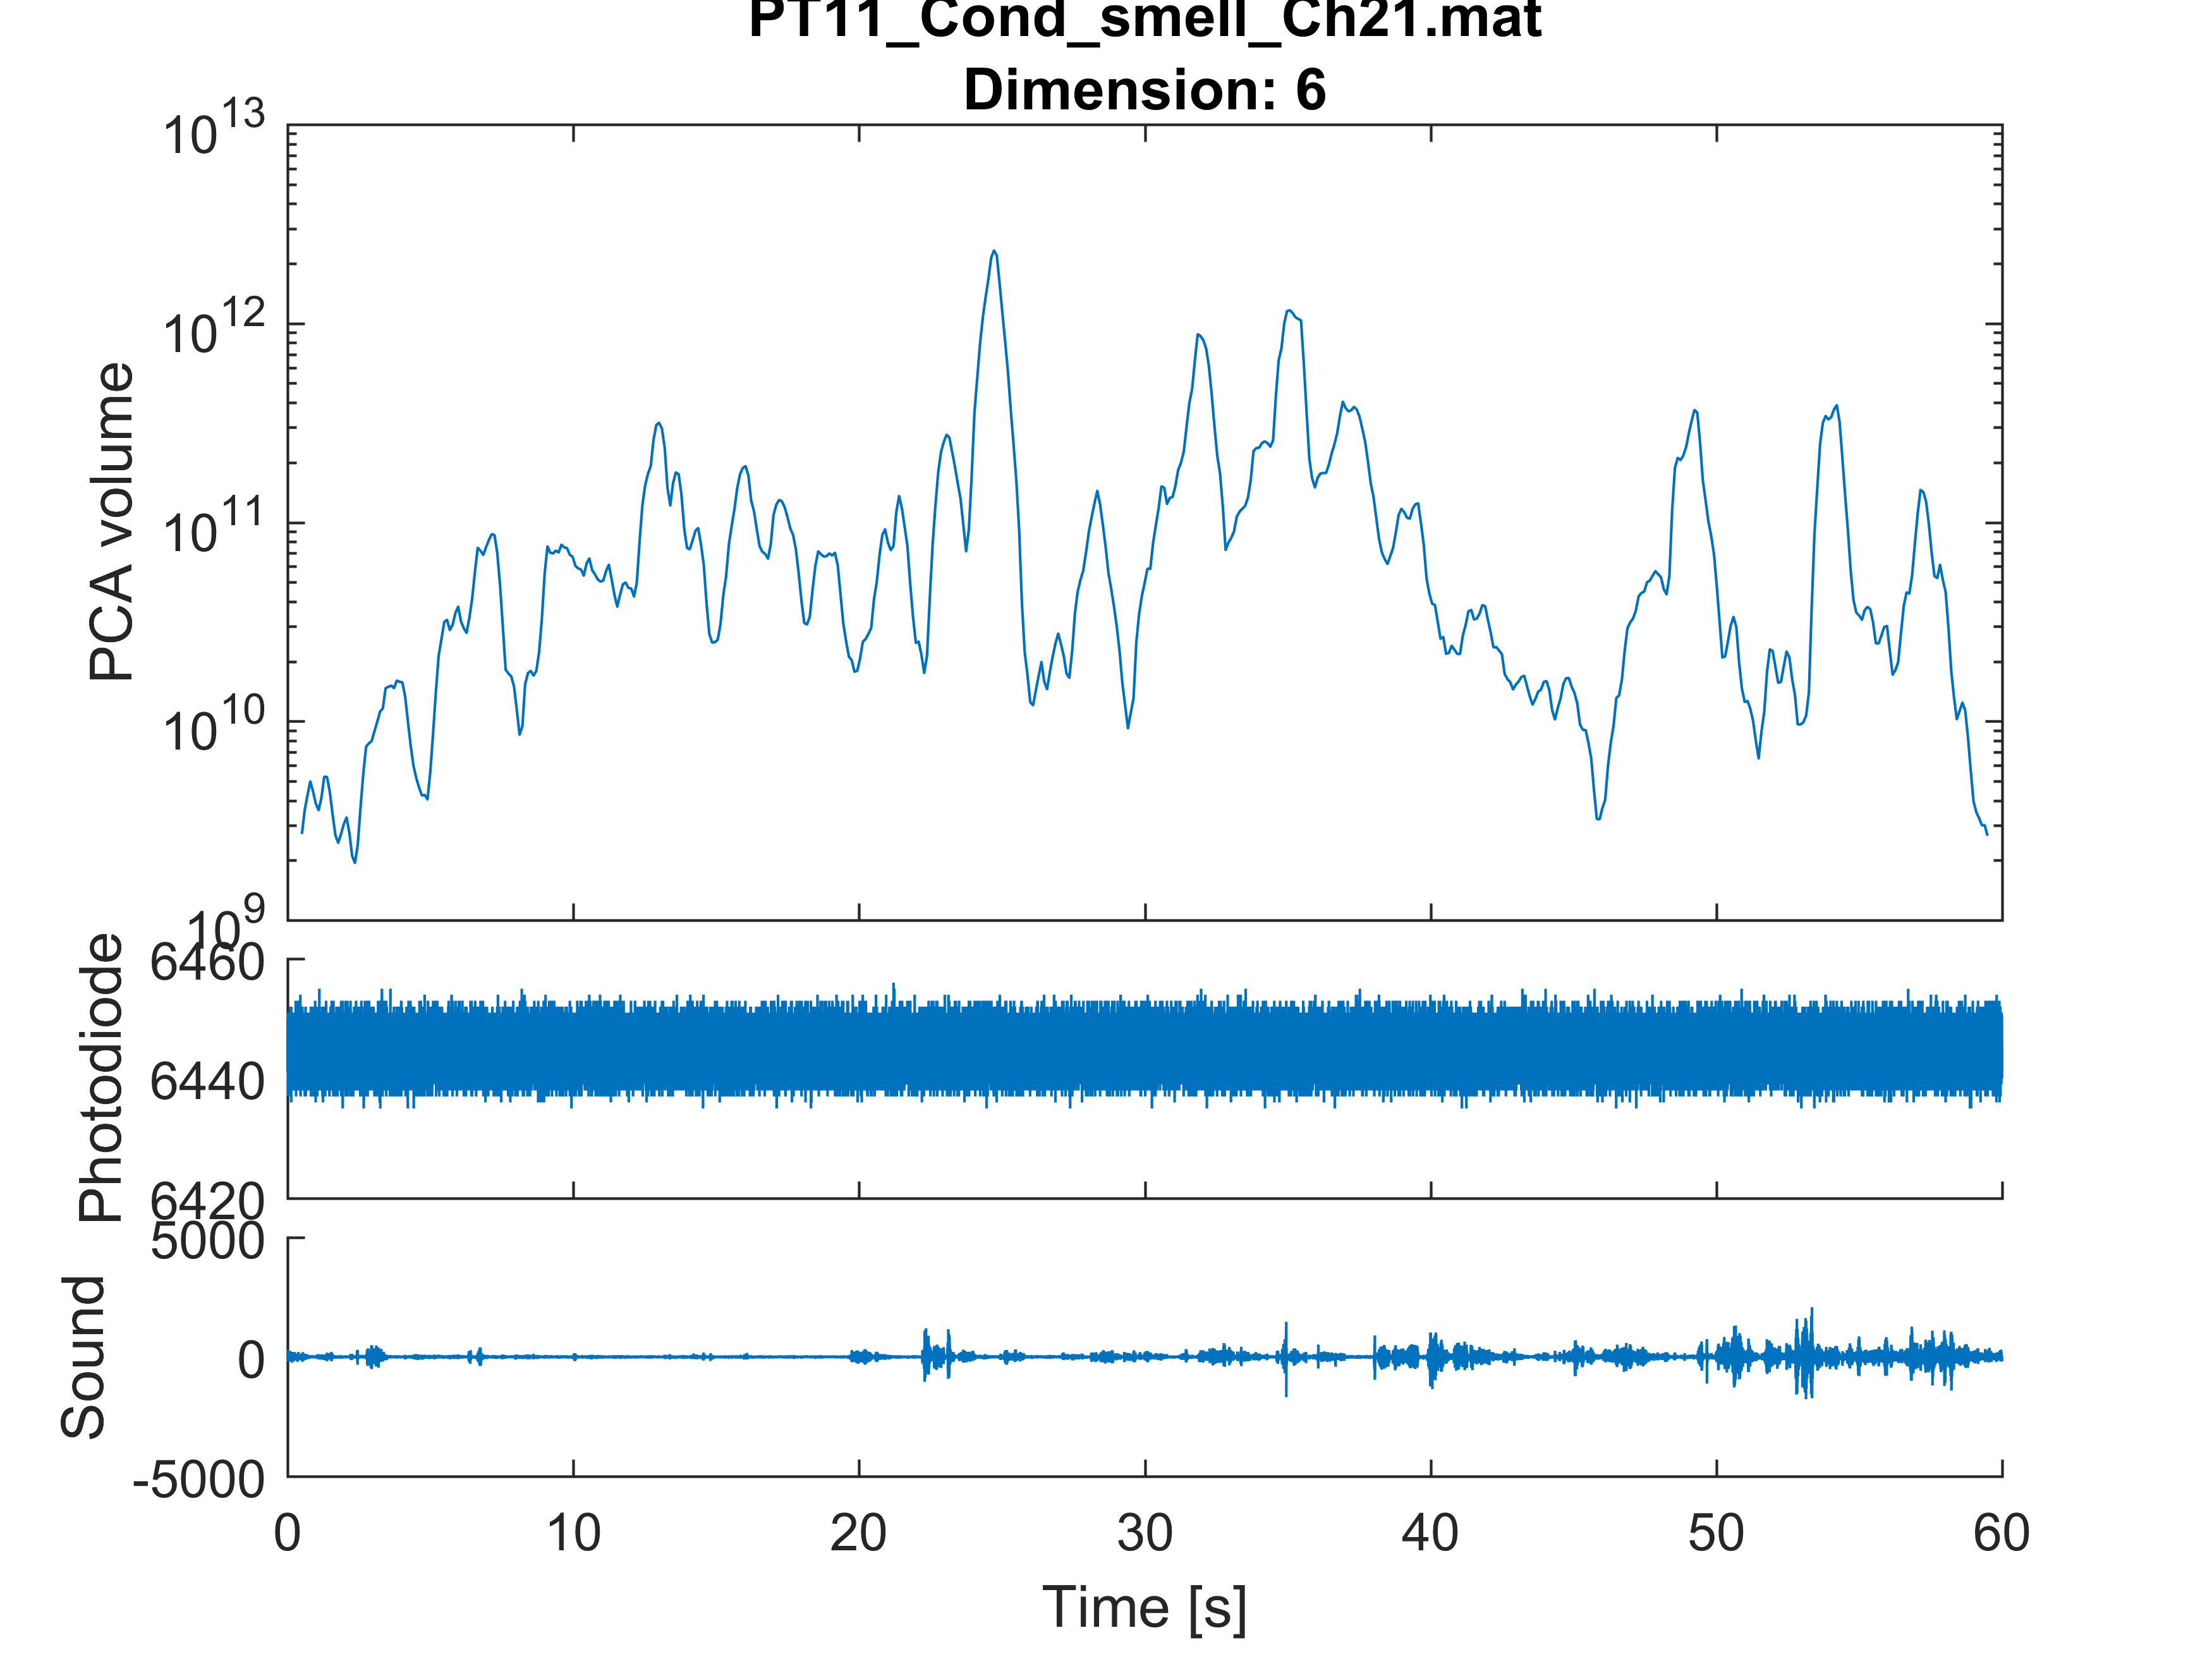 PT11_Cond_smell_Ch21.mat
Dimension: 6
10^13
10^12
10^11
10^10
10^9
PCA volume
6460
6440
6420
Photodiode
5000
0
-5000
Sound
0 10 20 30 40 50 60
Time [s]